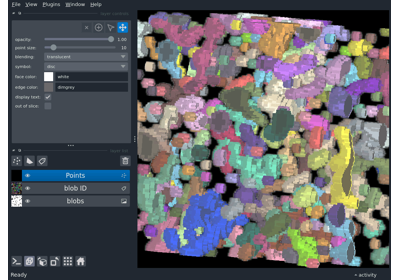 File View Plugins Window Help
opacity: 1.00
point size: 10
blending: translucent
symbol: disc
face color: white
edge color: dimgrey
display text:
out of slice:
Points
blob ID
blobs
Ready
activity